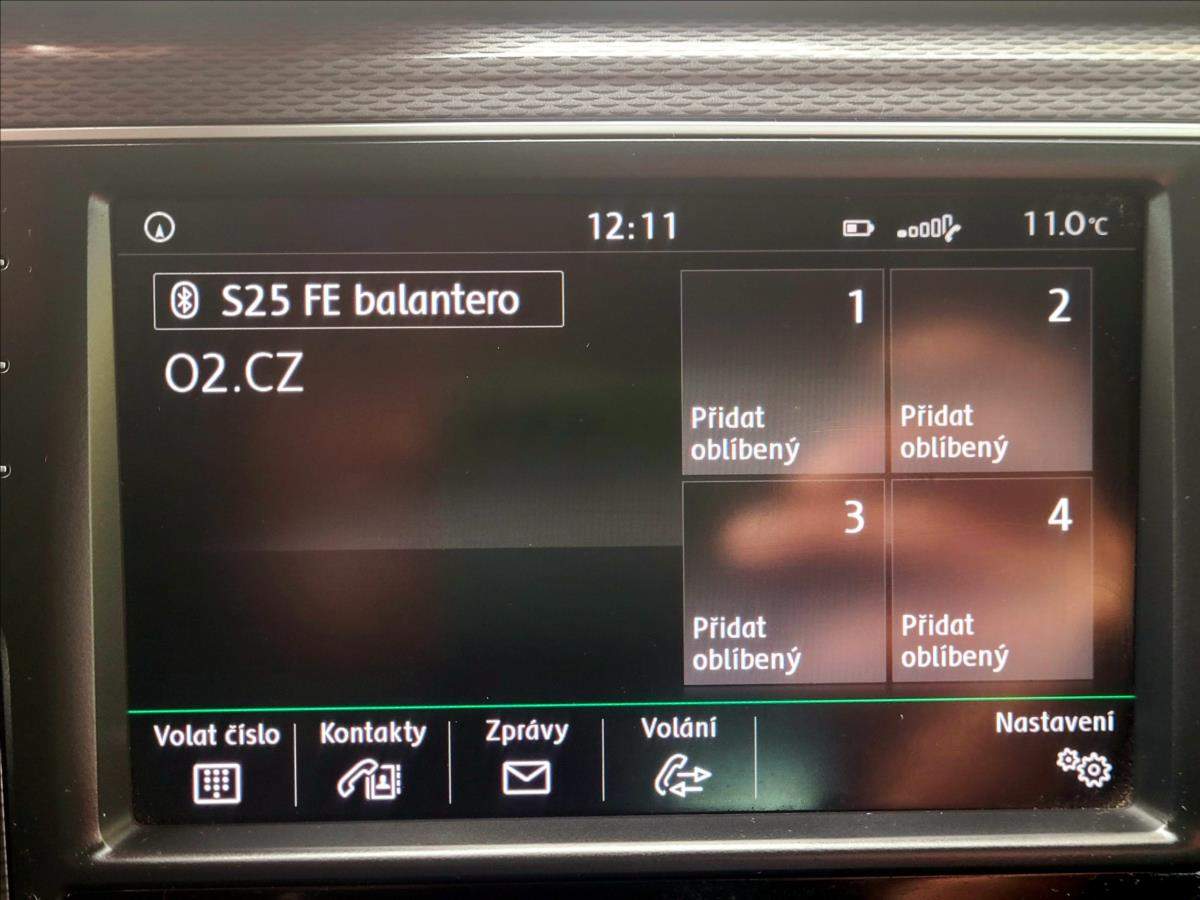 12:11
11.0°C
S25 FE balantero
O2.CZ
1
2
Přidat
oblíbený
Přidat
oblíbený
3
4
Přidat
oblíbený
Přidat
oblíbený
Volat číslo
Kontakty
Zprávy
Volání
Nastavení